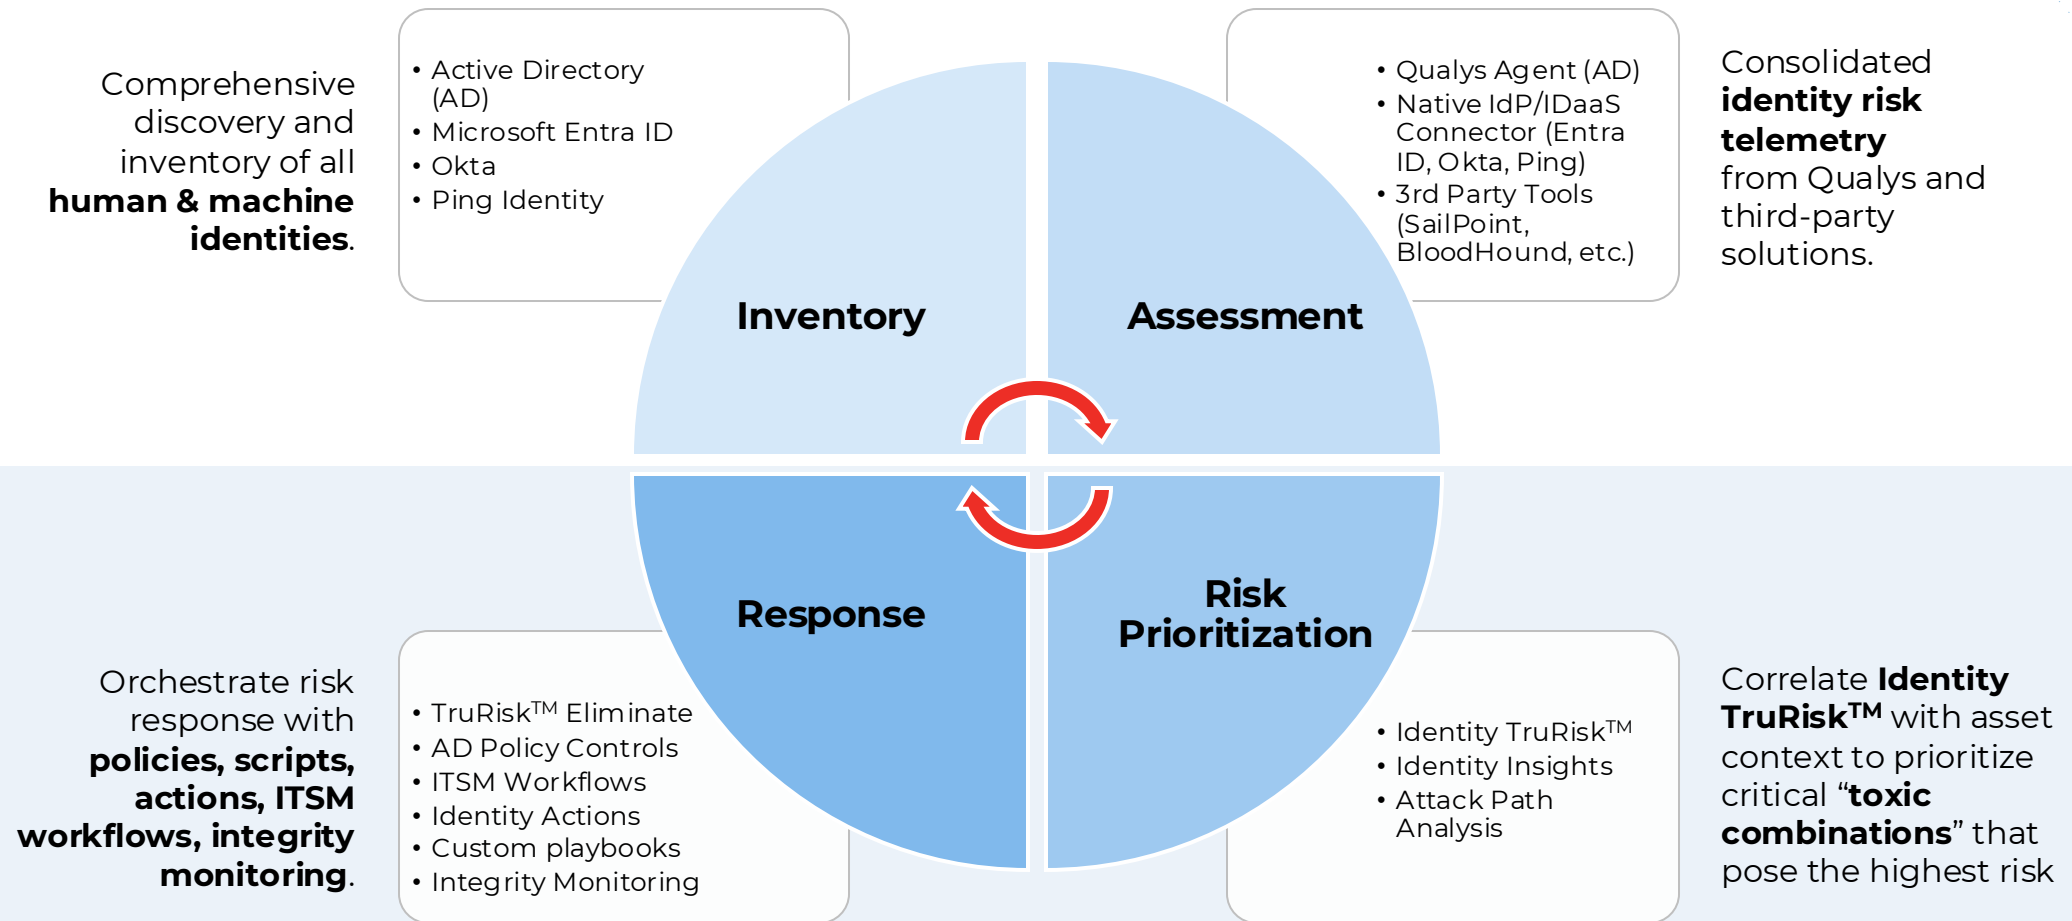 Comprehensive
discovery and
inventory of all
human & machine
identities.
• Active Directory
(AD)
• Microsoft Entra ID
• Okta
• Ping Identity
Inventory
Assessment
• Qualys Agent (AD)
• Native IdP/IDaaS
Connector (Entra
ID, Okta, Ping)
• 3rd Party Tools
(SailPoint,
BloodHound, etc.)
Consolidated
identity risk
telemetry
from Qualys and
third-party
solutions.
Orchestrate risk
response with
policies, scripts,
actions, ITSM
workflows, integrity
monitoring.
• TruRisk™ Eliminate
• AD Policy Controls
• ITSM Workflows
• Identity Actions
• Custom playbooks
• Integrity Monitoring
Response
Risk
Prioritization
• Identity TruRisk™
• Identity Insights
• Attack Path
Analysis
Correlate Identity
TruRisk™ with asset
context to prioritize
critical “toxic
combinations” that
pose the highest risk